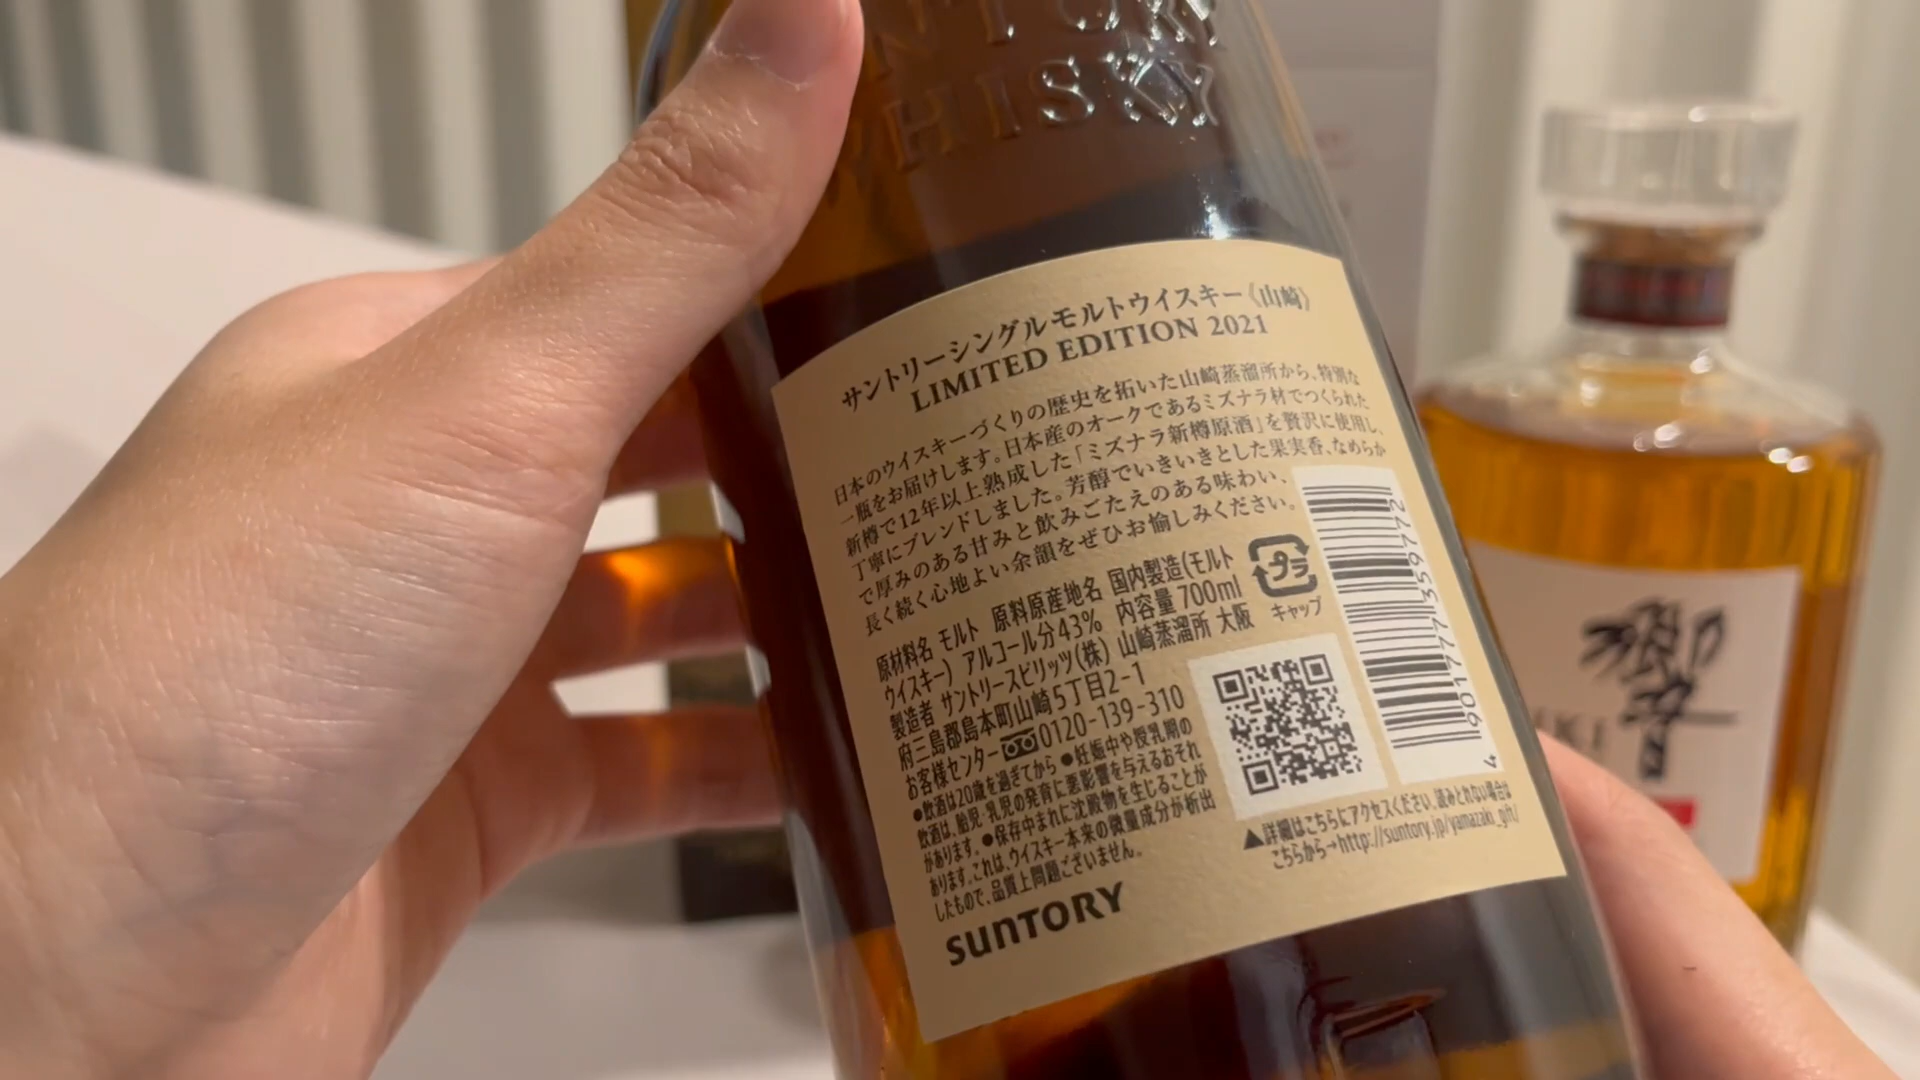 SUNTORY
WHISKY
サントリーシングルモルトウイスキー《山崎》
LIMITED EDITION 2021
日本のウイスキーづくりの歴史を拓いた山崎蒸溜所から、特別な
一瓶をお届けします。日本産のオークであるミズナラ材でつくられた
新樽で12年以上熟成した「ミズナラ新樽原酒」を贅沢に使用し、
丁寧にブレンドしました。芳醇でいきいきとした果実香、なめらか
で厚みのある甘みと飲みごたえのある味わい、
長く続く心地よい余韻をぜひお愉しみください。
原材料名 モルト 原料原産地名 国内製造(モルト
ウイスキー) アルコール分43% 内容量700ml
製造者 サントリースピリッツ(株) 山崎蒸溜所 大阪
府三島郡島本町山崎5丁目2-1
お客様センター 0120-139-310
●飲酒は20歳を過ぎてから ●妊娠中や授乳期の
飲酒は、胎児・乳児の発育に悪影響を与えるおそれ
があります。●保存中まれに沈殿物を生じることが
あります。これは、ウイスキー本来の微量成分が析出
したもので、品質上問題ございません。
SUNTORY
プラ
キャップ
4 901777 359772
▲詳細はこちらにアクセスください。読みとれない場合は
こちらから→http://suntory.jp/yamazaki_gift/
響